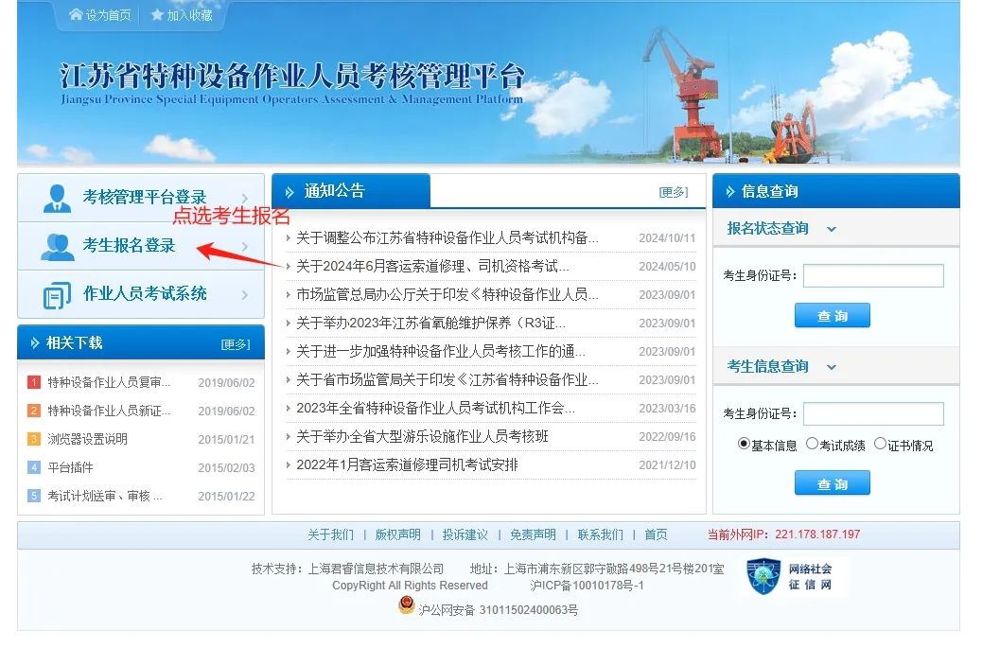 设为首页
加入收藏
江苏省特种设备作业人员考核管理平台
Jiangsu Province Special Equipment Operators Assessment & Management Platform
考核管理平台登录
点选考生报名
考生报名登录
作业人员考试系统
相关下载 [更多]
1 特种设备作业人员复审... 2019/06/02
2 特种设备作业人员新证... 2019/06/02
3 浏览器设置说明 2015/01/21
4 平台插件 2015/02/03
5 考试计划送审、审核 ... 2015/01/22
通知公告 [更多]
关于调整公布江苏省特种设备作业人员考试机构备... 2024/10/11
关于2024年6月客运索道修理、司机资格考试... 2024/05/10
市场监管总局办公厅关于印发《特种设备作业人员... 2023/09/01
关于举办2023年江苏省氧舱维护保养（R3证... 2023/09/01
关于进一步加强特种设备作业人员考核工作的通... 2023/09/01
关于省市场监管局关于印发《江苏省特种设备作业... 2023/09/01
2023年全省特种设备作业人员考试机构工作会... 2023/03/16
关于举办全省大型游乐设施作业人员考核班 2022/09/16
2022年1月客运索道修理司机考试安排 2021/12/10
信息查询
报名状态查询
考生身份证号：
查 询
考生信息查询
考生身份证号：
基本信息 考试成绩 证书情况
查 询
关于我们 | 版权声明 | 投诉建议 | 免责声明 | 联系我们 | 首页
当前外网IP：221.178.187.197
技术支持：上海君睿信息技术有限公司 地址：上海市浦东新区郭守敬路498号21号楼201室
CopyRight All Rights Reserved 沪ICP备10010178号-1
沪公网安备 31011502400063号
网络社会
征信网